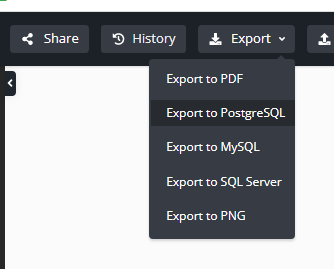 Share
History
Export
Export to PDF
Export to PostgreSQL
Export to MySQL
Export to SQL Server
Export to PNG